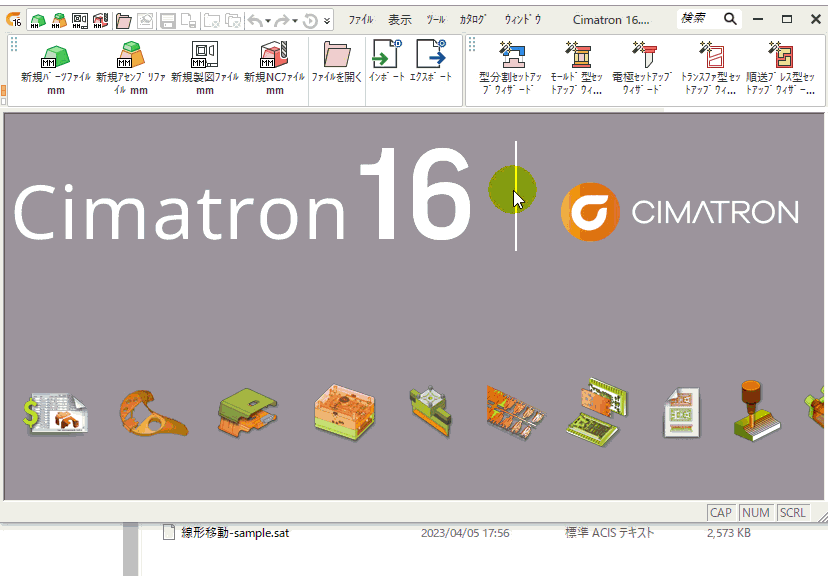 16 MM MM MM MM ファイル 表示 ツール カタログ ウィンドウ Cimatron 16.... 検索
新規パーツファイル mm
新規アセンブリファイル mm
新規製図ファイル mm
新規NCファイル mm
ファイルを開く
インポート
エクスポート
型分割セットアップウィザード
モールド型セットアップウィ...
電極セットアップウィザード
トランスファ型セットアップウィ...
順送プレス型セットアップウィザー...
Cimatron 16
CIMATRON
CAP NUM SCRL
線形移動-sample.sat 2023/04/05 17:56 標準 ACIS テキスト 2,573 KB